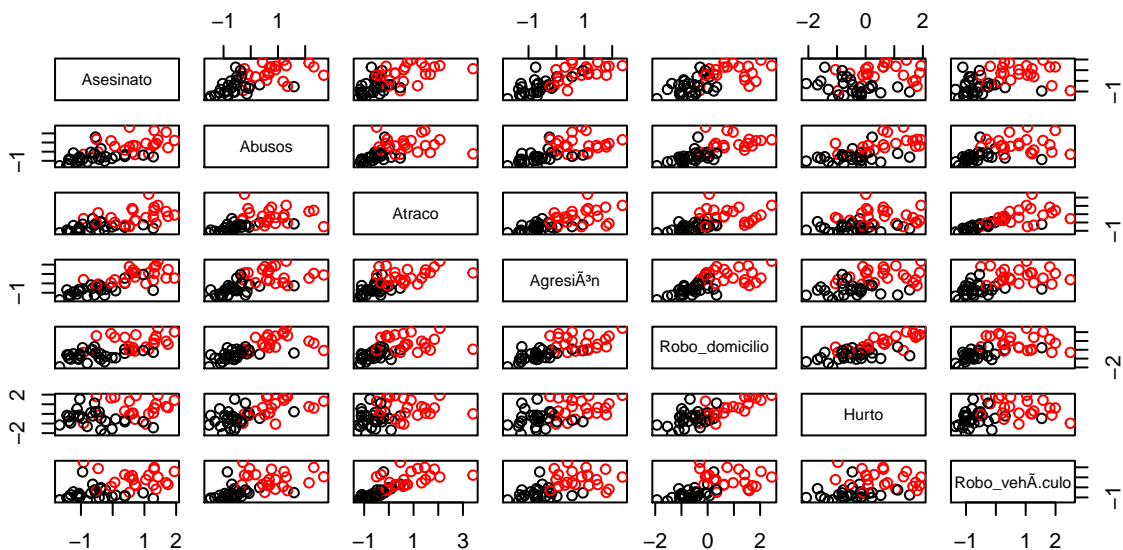 −1 1 −1 1 −2 0 2
Asesinato −1
−1 Abusos
Atraco −1
−1 AgresiÃ³n
Robo_domicilio −2
−2 2 Hurto
Robo_vehÃ.culo −1
−1 1 2 −1 1 3 −2 0 2 −1 1